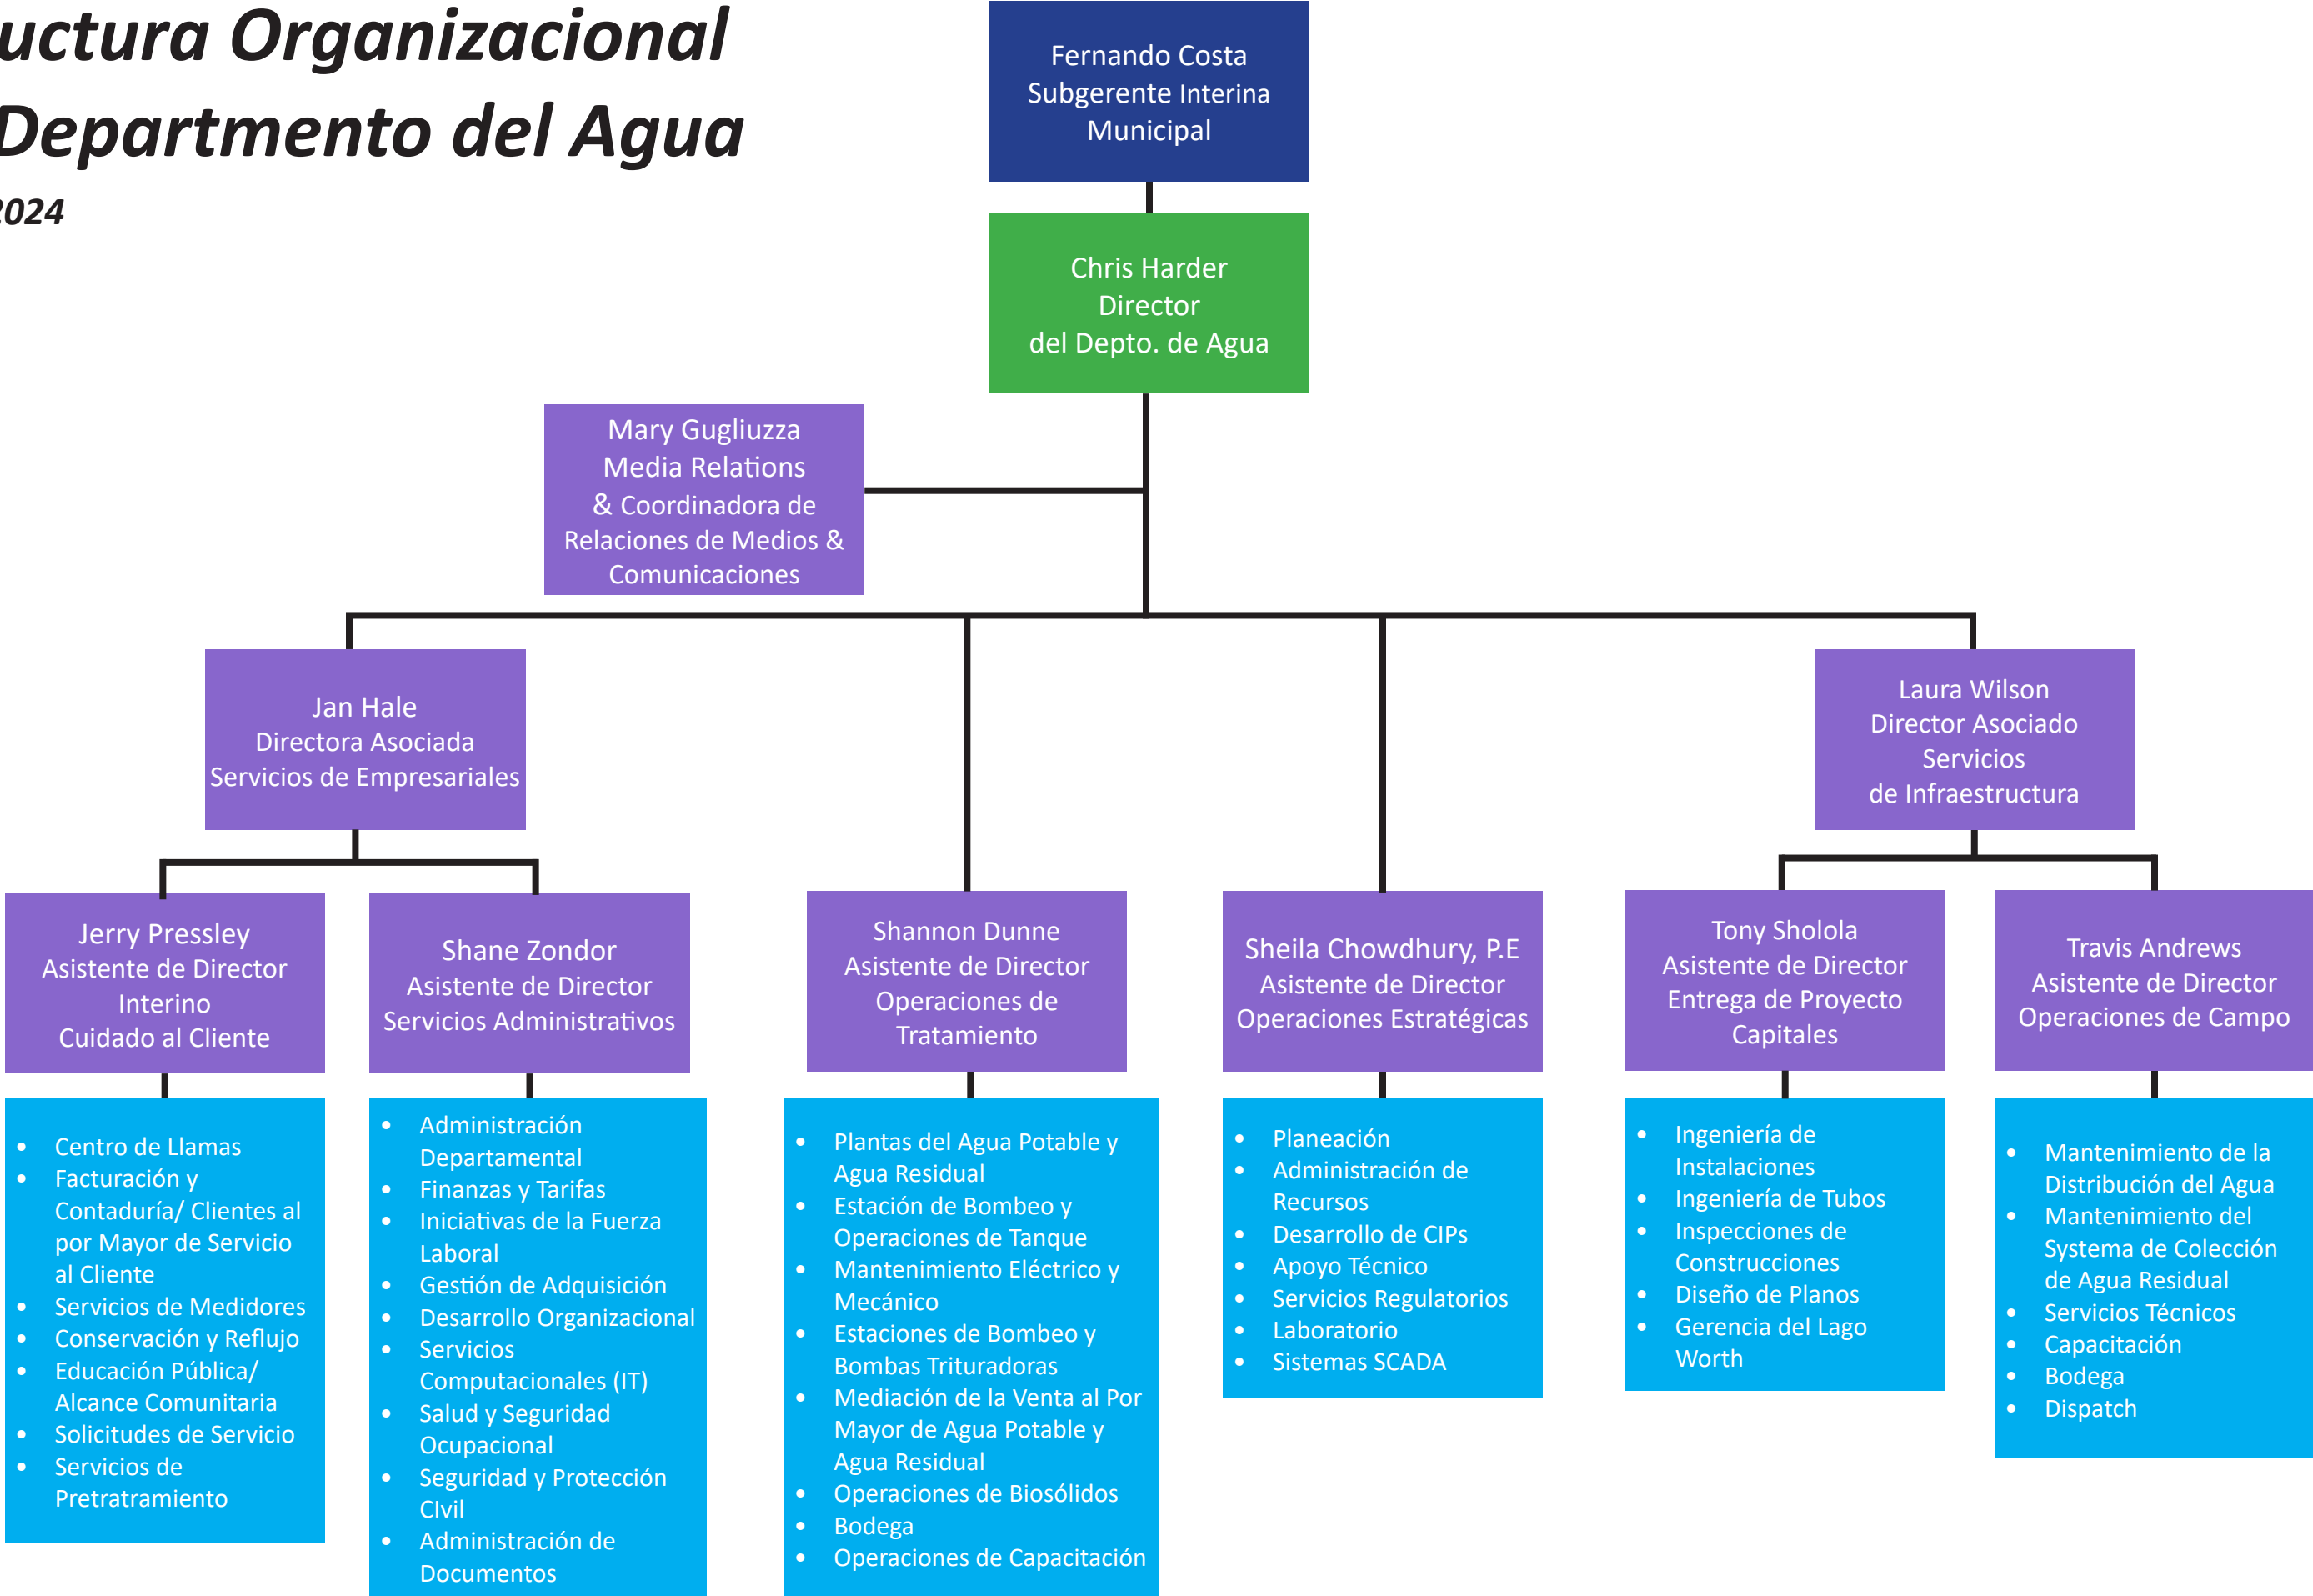 uctura Organizacional
Departmento del Agua
2024
Fernando Costa
Subgerente Interina
Municipal
Chris Harder
Director
del Depto. de Agua
Mary Gugliuzza
Media Relations
& Coordinadora de
Relaciones de Medios &
Comunicaciones
Jan Hale
Directora Asociada
Servicios de Empresariales
Laura Wilson
Director Asociado
Servicios
de Infraestructura
Jerry Pressley
Asistente de Director
Interino
Cuidado al Cliente
Shane Zondor
Asistente de Director
Servicios Administrativos
Shannon Dunne
Asistente de Director
Operaciones de
Tratamiento
Sheila Chowdhury, P.E
Asistente de Director
Operaciones Estratégicas
Tony Sholola
Asistente de Director
Entrega de Proyecto
Capitales
Travis Andrews
Asistente de Director
Operaciones de Campo
• Centro de Llamas
• Facturación y
Contaduría/ Clientes al
por Mayor de Servicio
al Cliente
• Servicios de Medidores
• Conservación y Reflujo
• Educación Pública/
Alcance Comunitaria
• Solicitudes de Servicio
• Servicios de
Pretratramiento
• Administración
Departamental
• Finanzas y Tarifas
• Iniciativas de la Fuerza
Laboral
• Gestión de Adquisición
• Desarrollo Organizacional
• Servicios
Computacionales (IT)
• Salud y Seguridad
Ocupacional
• Seguridad y Protección
CIvil
• Administración de
Documentos
• Plantas del Agua Potable y
Agua Residual
• Estación de Bombeo y
Operaciones de Tanque
• Mantenimiento Eléctrico y
Mecánico
• Estaciones de Bombeo y
Bombas Trituradoras
• Mediación de la Venta al Por
Mayor de Agua Potable y
Agua Residual
• Operaciones de Biosólidos
• Bodega
• Operaciones de Capacitación
• Planeación
• Administración de
Recursos
• Desarrollo de CIPs
• Apoyo Técnico
• Servicios Regulatorios
• Laboratorio
• Sistemas SCADA
• Ingeniería de
Instalaciones
• Ingeniería de Tubos
• Inspecciones de
Construcciones
• Diseño de Planos
• Gerencia del Lago
Worth
• Mantenimiento de la
Distribución del Agua
• Mantenimiento del
Systema de Colección
de Agua Residual
• Servicios Técnicos
• Capacitación
• Bodega
• Dispatch